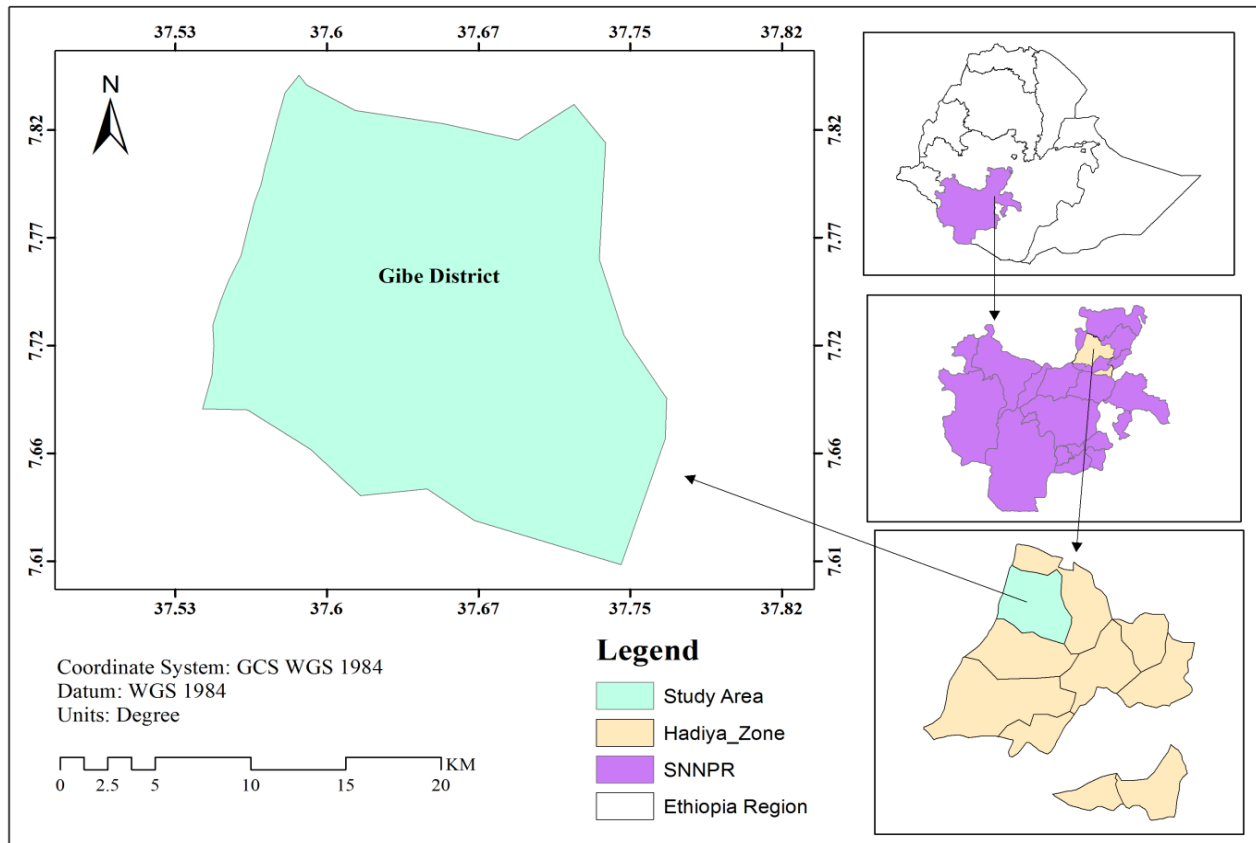 37.53 37.6 37.67 37.75 37.82
N
7.82 7.82
7.77 7.77
Gibe District
7.72 7.72
7.66 7.66
7.61 7.61
37.53 37.6 37.67 37.75 37.82
Coordinate System: GCS WGS 1984
Datum: WGS 1984
Units: Degree
KM
0 2.5 5 10 15 20
Legend
Study Area
Hadiya_Zone
SNNPR
Ethiopia Region